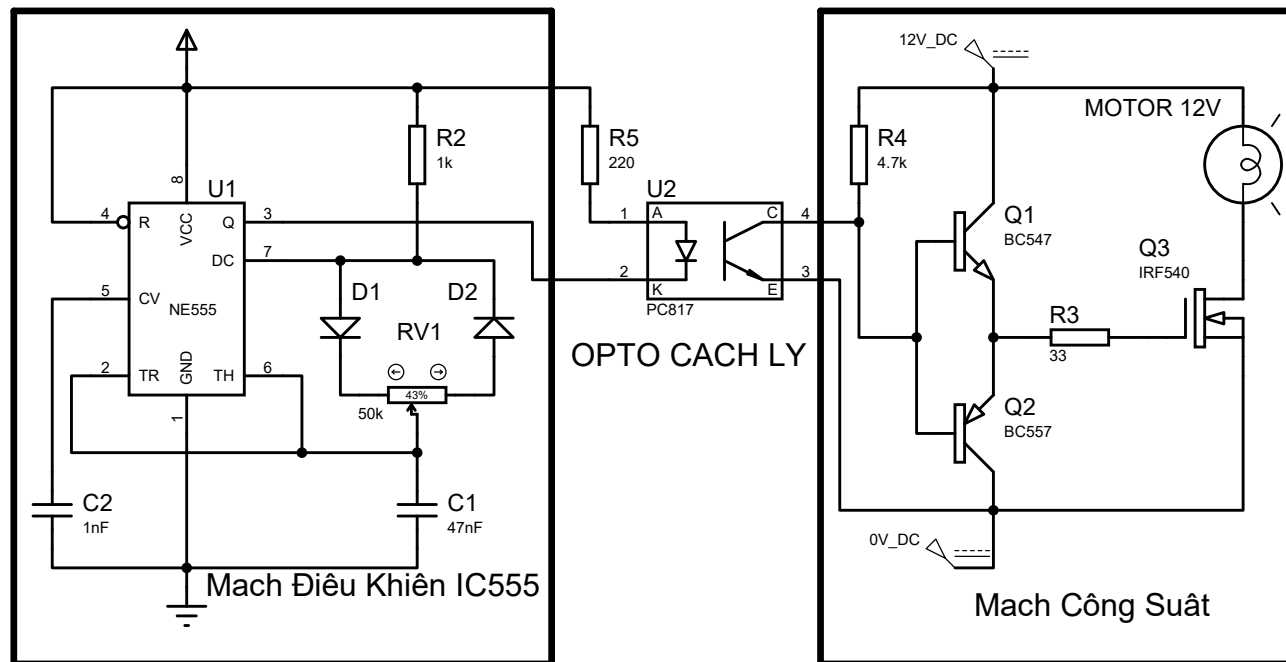 12V_DC
MOTOR 12V
R2
1k
R5
220
R4
4.7k
8
U1
U2
4
R
VCC
Q
3
1
A
C
4
Q1
BC547
DC
7
Q3
IRF540
5
CV
NE555
D1
D2
2
K
E
3
PC817
RV1
R3
33
OPTO CACH LY
2
TR
GND
TH
6
43%
50k
1
Q2
BC557
C2
1nF
C1
47nF
0V_DC
Mach Điêu Khiên IC555
Mach Công Suât